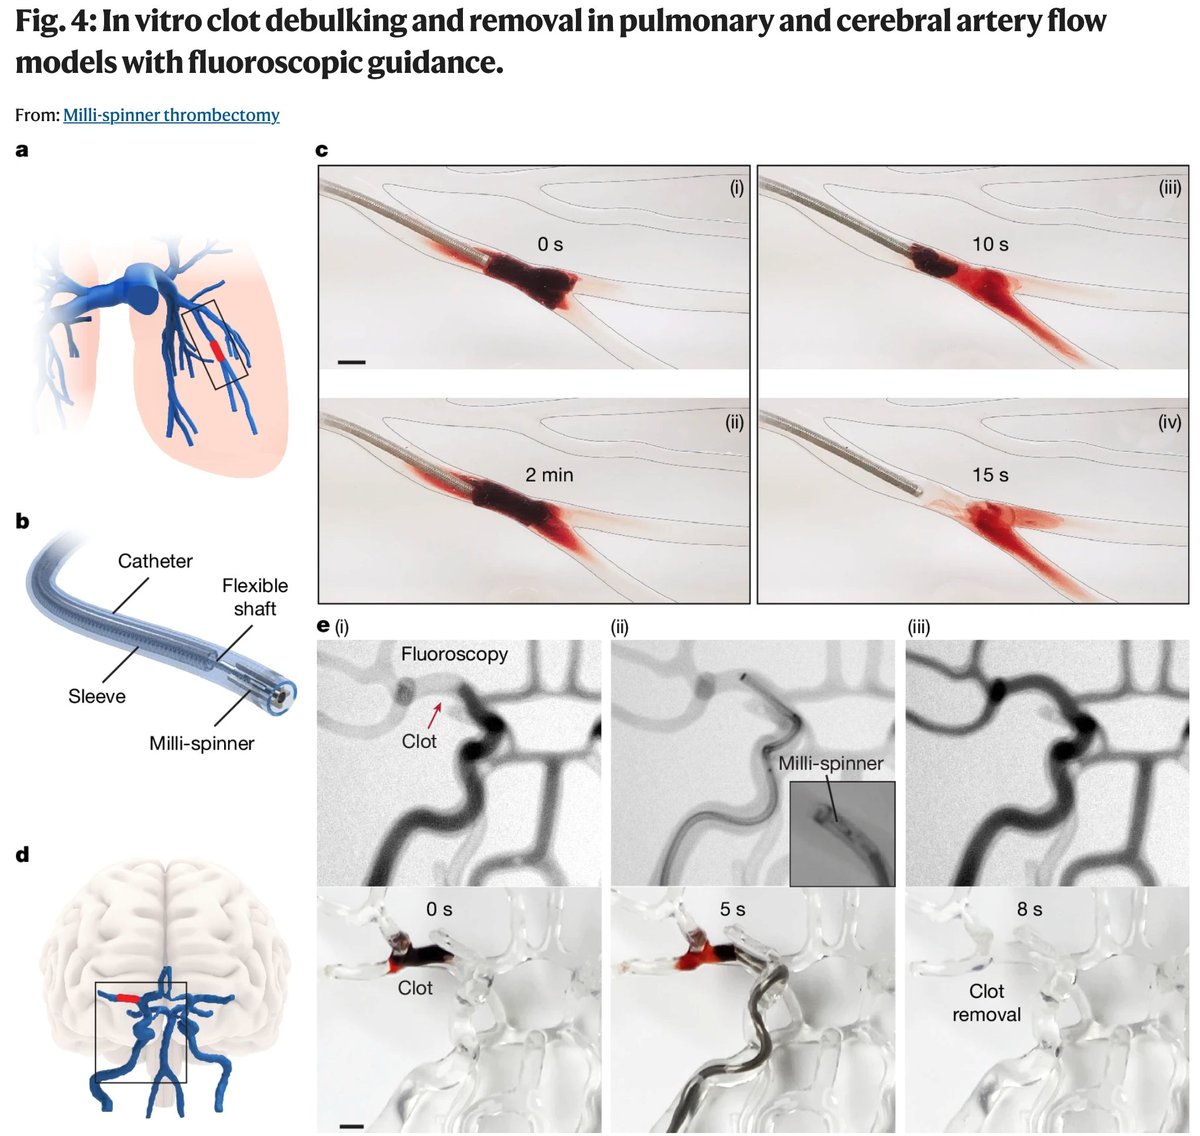 Fig. 4: In vitro clot debulking and removal in pulmonary and cerebral artery flow
models with fluoroscopic guidance.
From: Milli-spinner thrombectomy
a
b
Catheter
Flexible
shaft
Sleeve
Milli-spinner
c
(i)
0 s
(iii)
10 s
(ii)
2 min
(iv)
15 s
d
e (i)
Fluoroscopy
Clot
(ii)
Milli-spinner
(iii)
0 s
Clot
5 s
8 s
Clot
removal